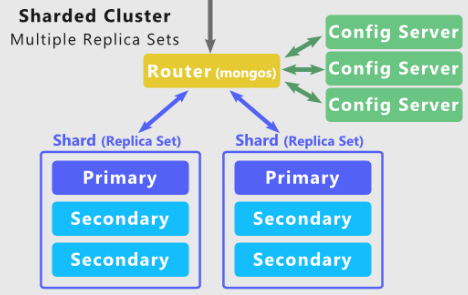 Sharded Cluster
Multiple Replica Sets
Router (mongos)
Config Server
Config Server
Config Server
Shard (Replica Set)
Primary
Secondary
Secondary
Shard (Replica Set)
Primary
Secondary
Secondary